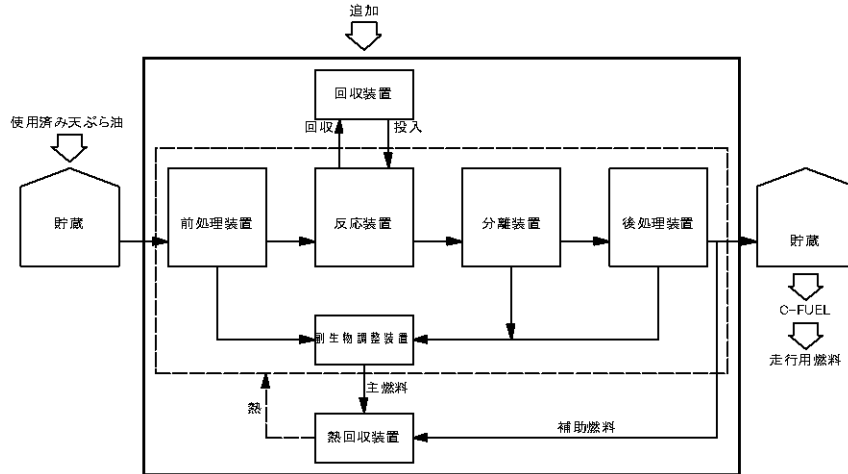 追加
回収装置
使用済み天ぷら油
回収
投入
貯蔵
前処理装置
反応装置
分離装置
後処理装置
貯蔵
C-FUEL
副生物調整装置
走行用燃料
主燃料
熱
熱回収装置
補助燃料